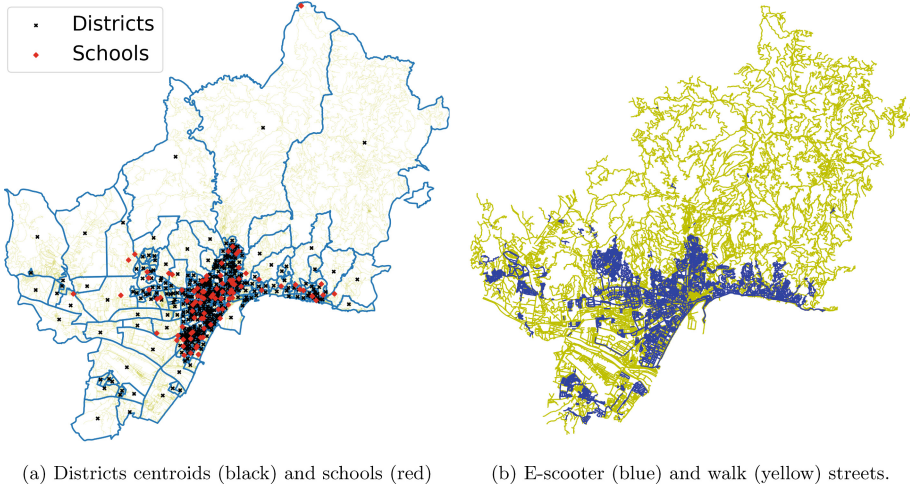 Districts
Schools
(a) Districts centroids (black) and schools (red)
(b) E-scooter (blue) and walk (yellow) streets.